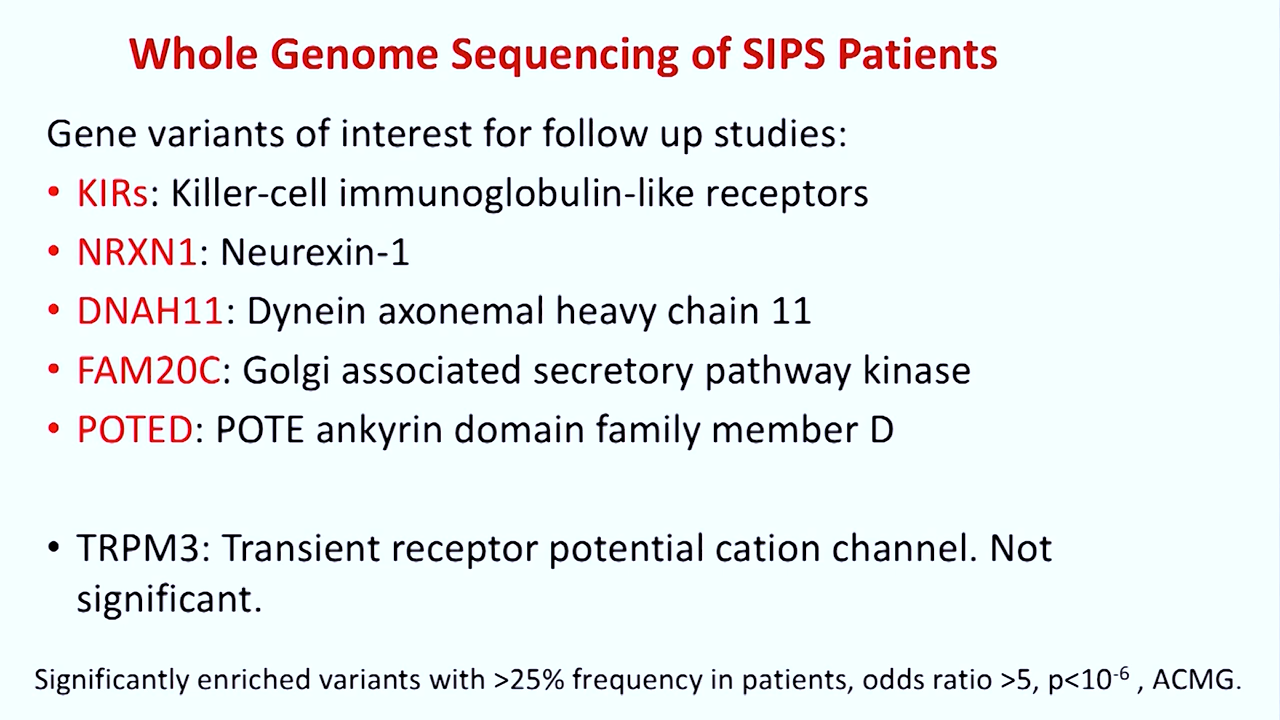 Whole Genome Sequencing of SIPS Patients
Gene variants of interest for follow up studies:
• KIRs: Killer-cell immunoglobulin-like receptors
• NRXN1: Neurexin-1
• DNAH11: Dynein axonemal heavy chain 11
• FAM20C: Golgi associated secretory pathway kinase
• POTED: POTE ankyrin domain family member D
• TRPM3: Transient receptor potential cation channel. Not
significant.
Significantly enriched variants with >25% frequency in patients, odds ratio >5, p<10⁻⁶ , ACMG.